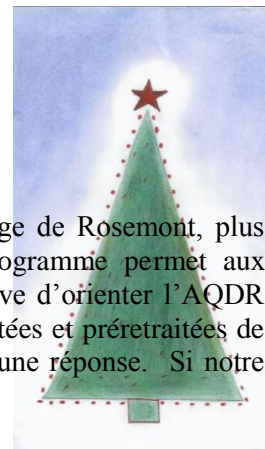 ge de Rosemont, plus
ogramme permet aux
ve d'orienter l'AQDR
tées et préretraitées de
une réponse. Si notre